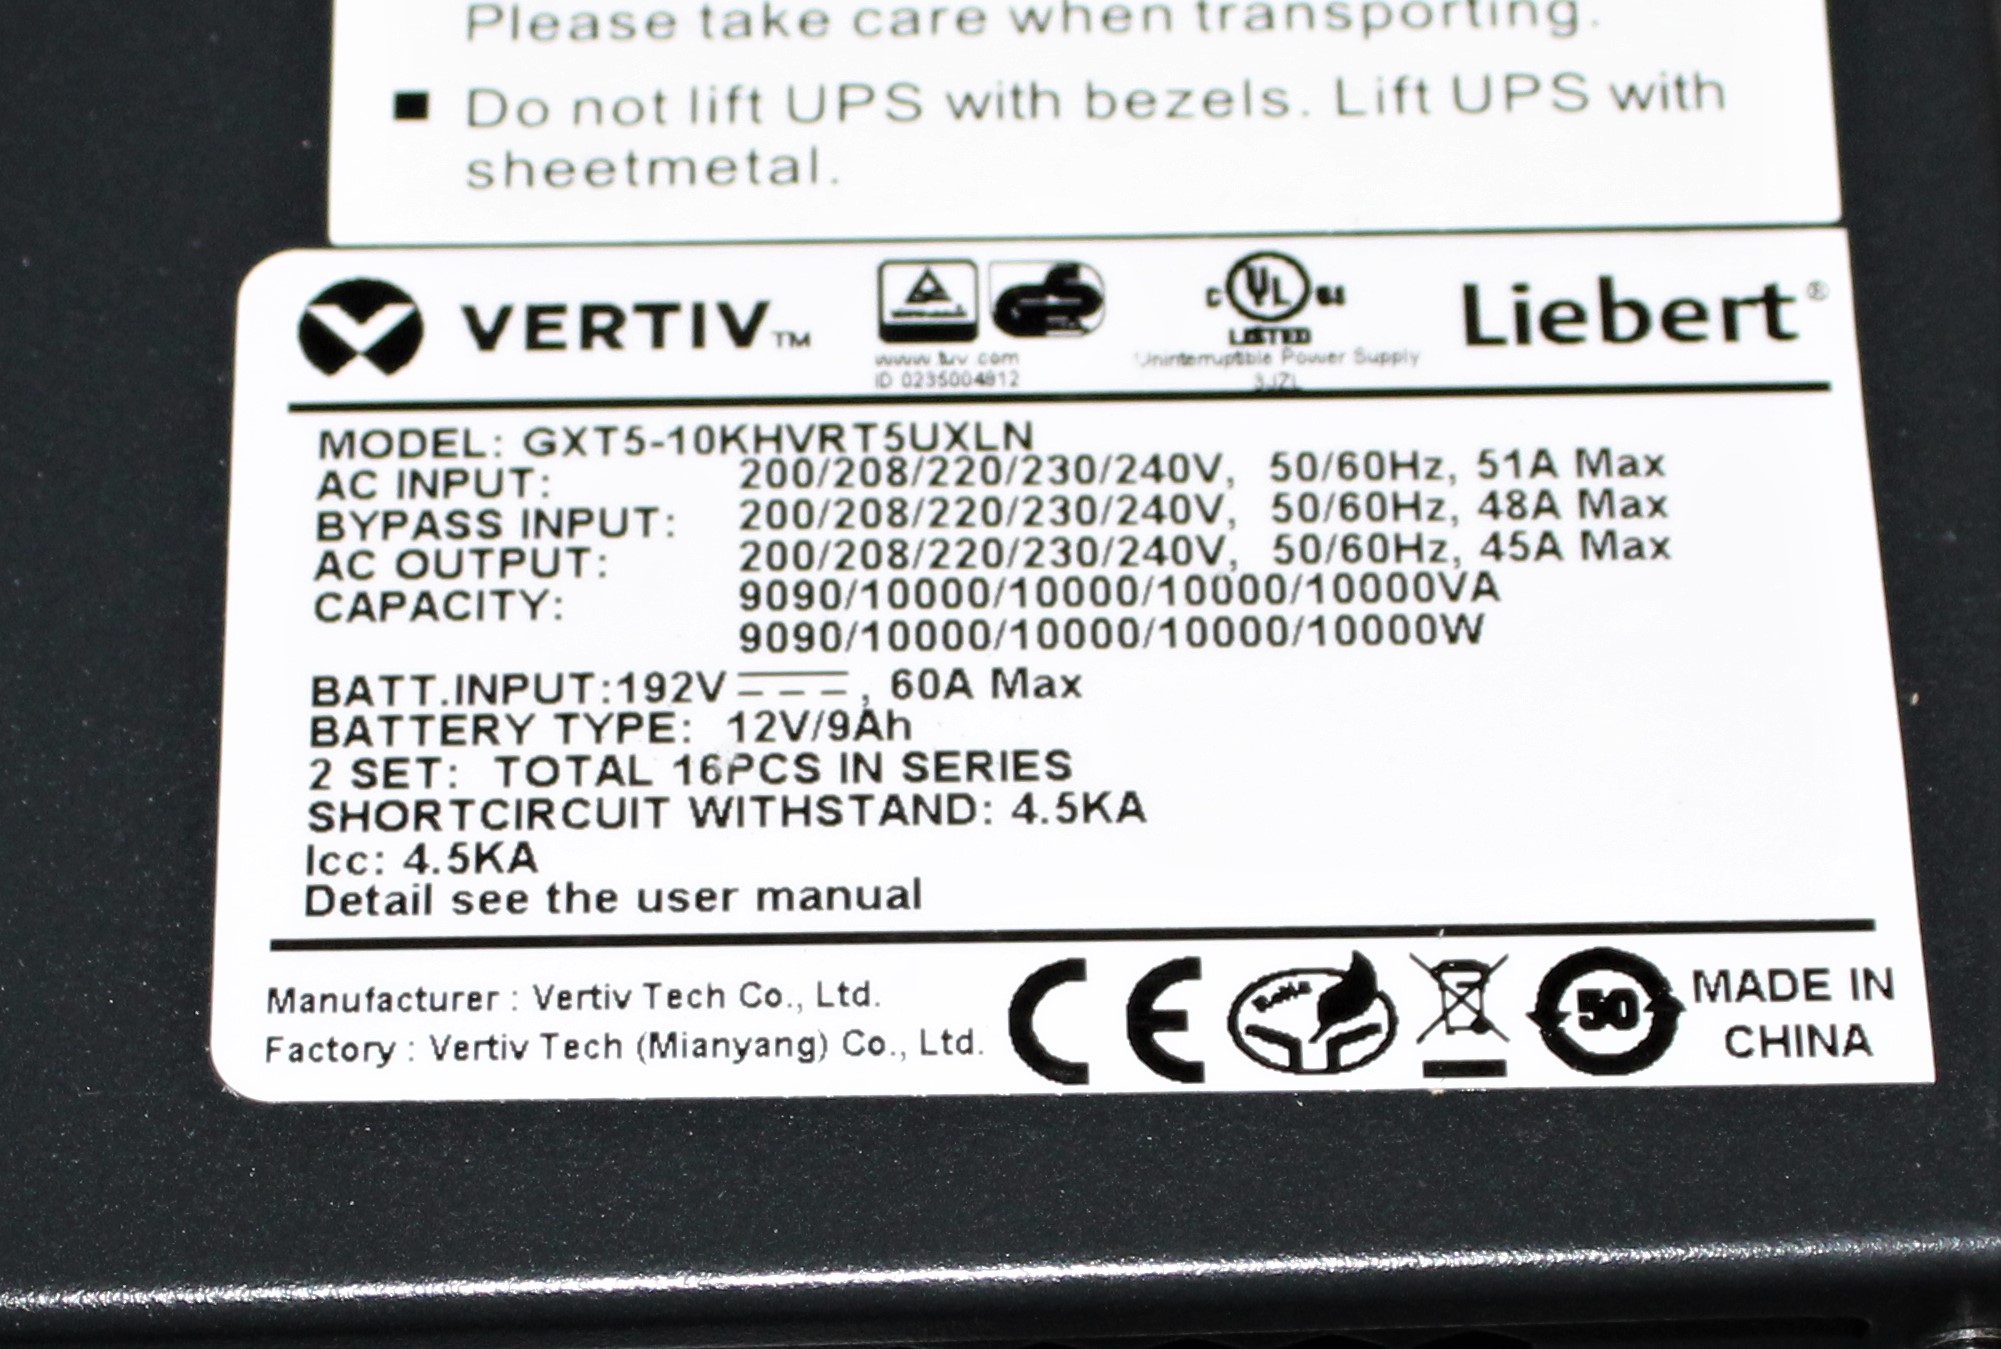 Please take care when transporting.
■ Do not lift UPS with bezels. Lift UPS with
sheetmetal.
VERTIV™
www.tuv.com
ID 0235004912
C UL US
LISTED
Uninterruptible Power Supply
3JZL
Liebert®
MODEL: GXT5-10KHVRT5UXLN
AC INPUT: 200/208/220/230/240V, 50/60Hz, 51A Max
BYPASS INPUT: 200/208/220/230/240V, 50/60Hz, 48A Max
AC OUTPUT: 200/208/220/230/240V, 50/60Hz, 45A Max
CAPACITY: 9090/10000/10000/10000/10000VA
9090/10000/10000/10000/10000W
BATT.INPUT:192V⎓, 60A Max
BATTERY TYPE: 12V/9Ah
2 SET: TOTAL 16PCS IN SERIES
SHORTCIRCUIT WITHSTAND: 4.5KA
Icc: 4.5KA
Detail see the user manual
Manufacturer : Vertiv Tech Co., Ltd.
Factory : Vertiv Tech (Mianyang) Co., Ltd.
CE
RoHS
50
MADE IN
CHINA